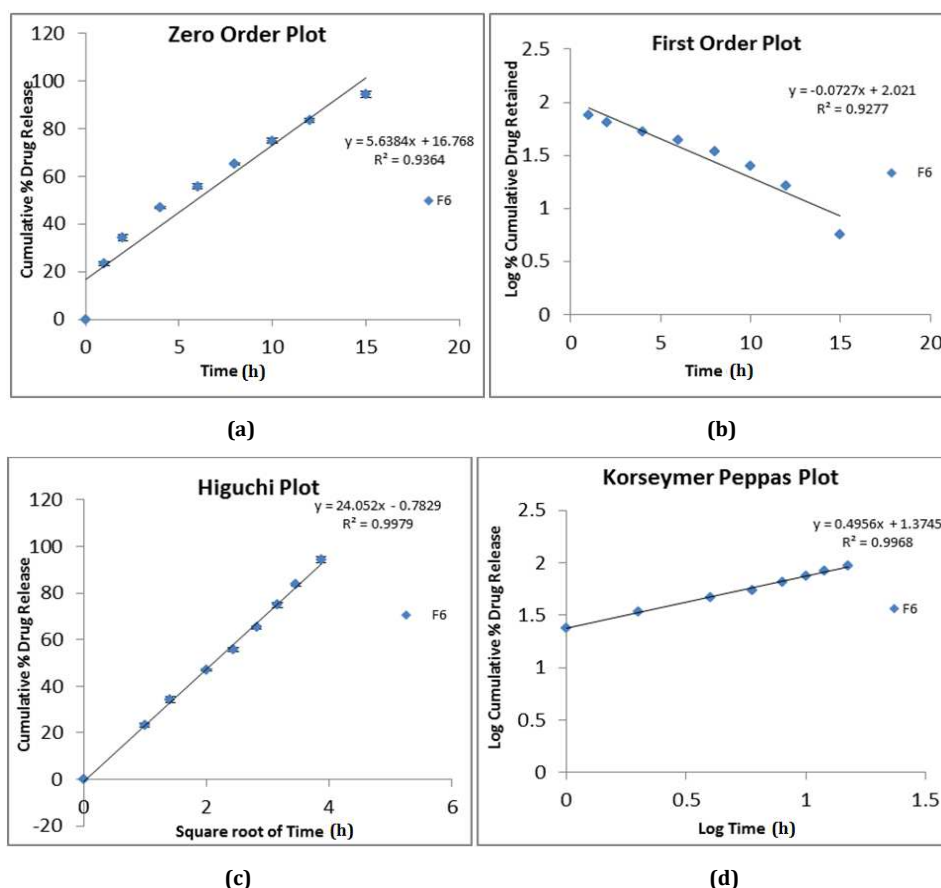 Zero Order Plot
120
100
80
60
40
20
0
0
5
10
15
20
Cumulative % Drug Release
Time (h)
y = 5.6384x + 16.768
R² = 0.9364
F6
(a)
First Order Plot
2.5
2
1.5
1
0.5
0
0
5
10
15
20
Log % Cumulative Drug Retained
Time (h)
y = -0.0727x + 2.021
R² = 0.9277
F6
(b)
Higuchi Plot
120
100
80
60
40
20
0
-20
0
2
4
6
Cumulative % Drug Release
Square root of Time (h)
y = 24.052x - 0.7829
R² = 0.9979
F6
(c)
Korseymer Peppas Plot
2.5
2
1.5
1
0.5
0
0
0.5
1
1.5
Log Cumulative % Drug Release
Log Time (h)
y = 0.4956x + 1.3745
R² = 0.9968
F6
(d)